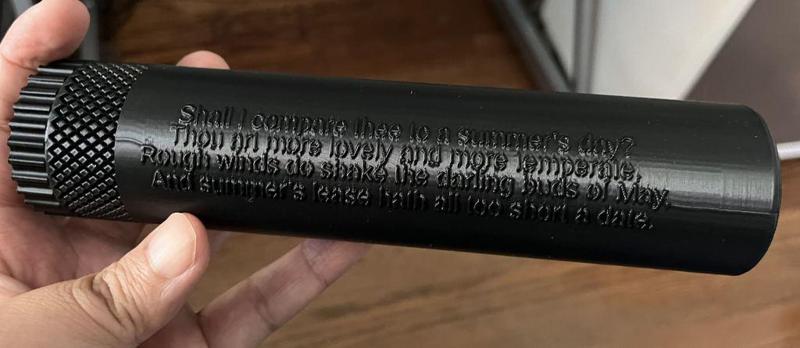 Shall I compare thee to a summer's day?
Thou art more lovely and more temperate.
Rough winds do shake the darling buds of May,
And summer's lease hath all too short a date.